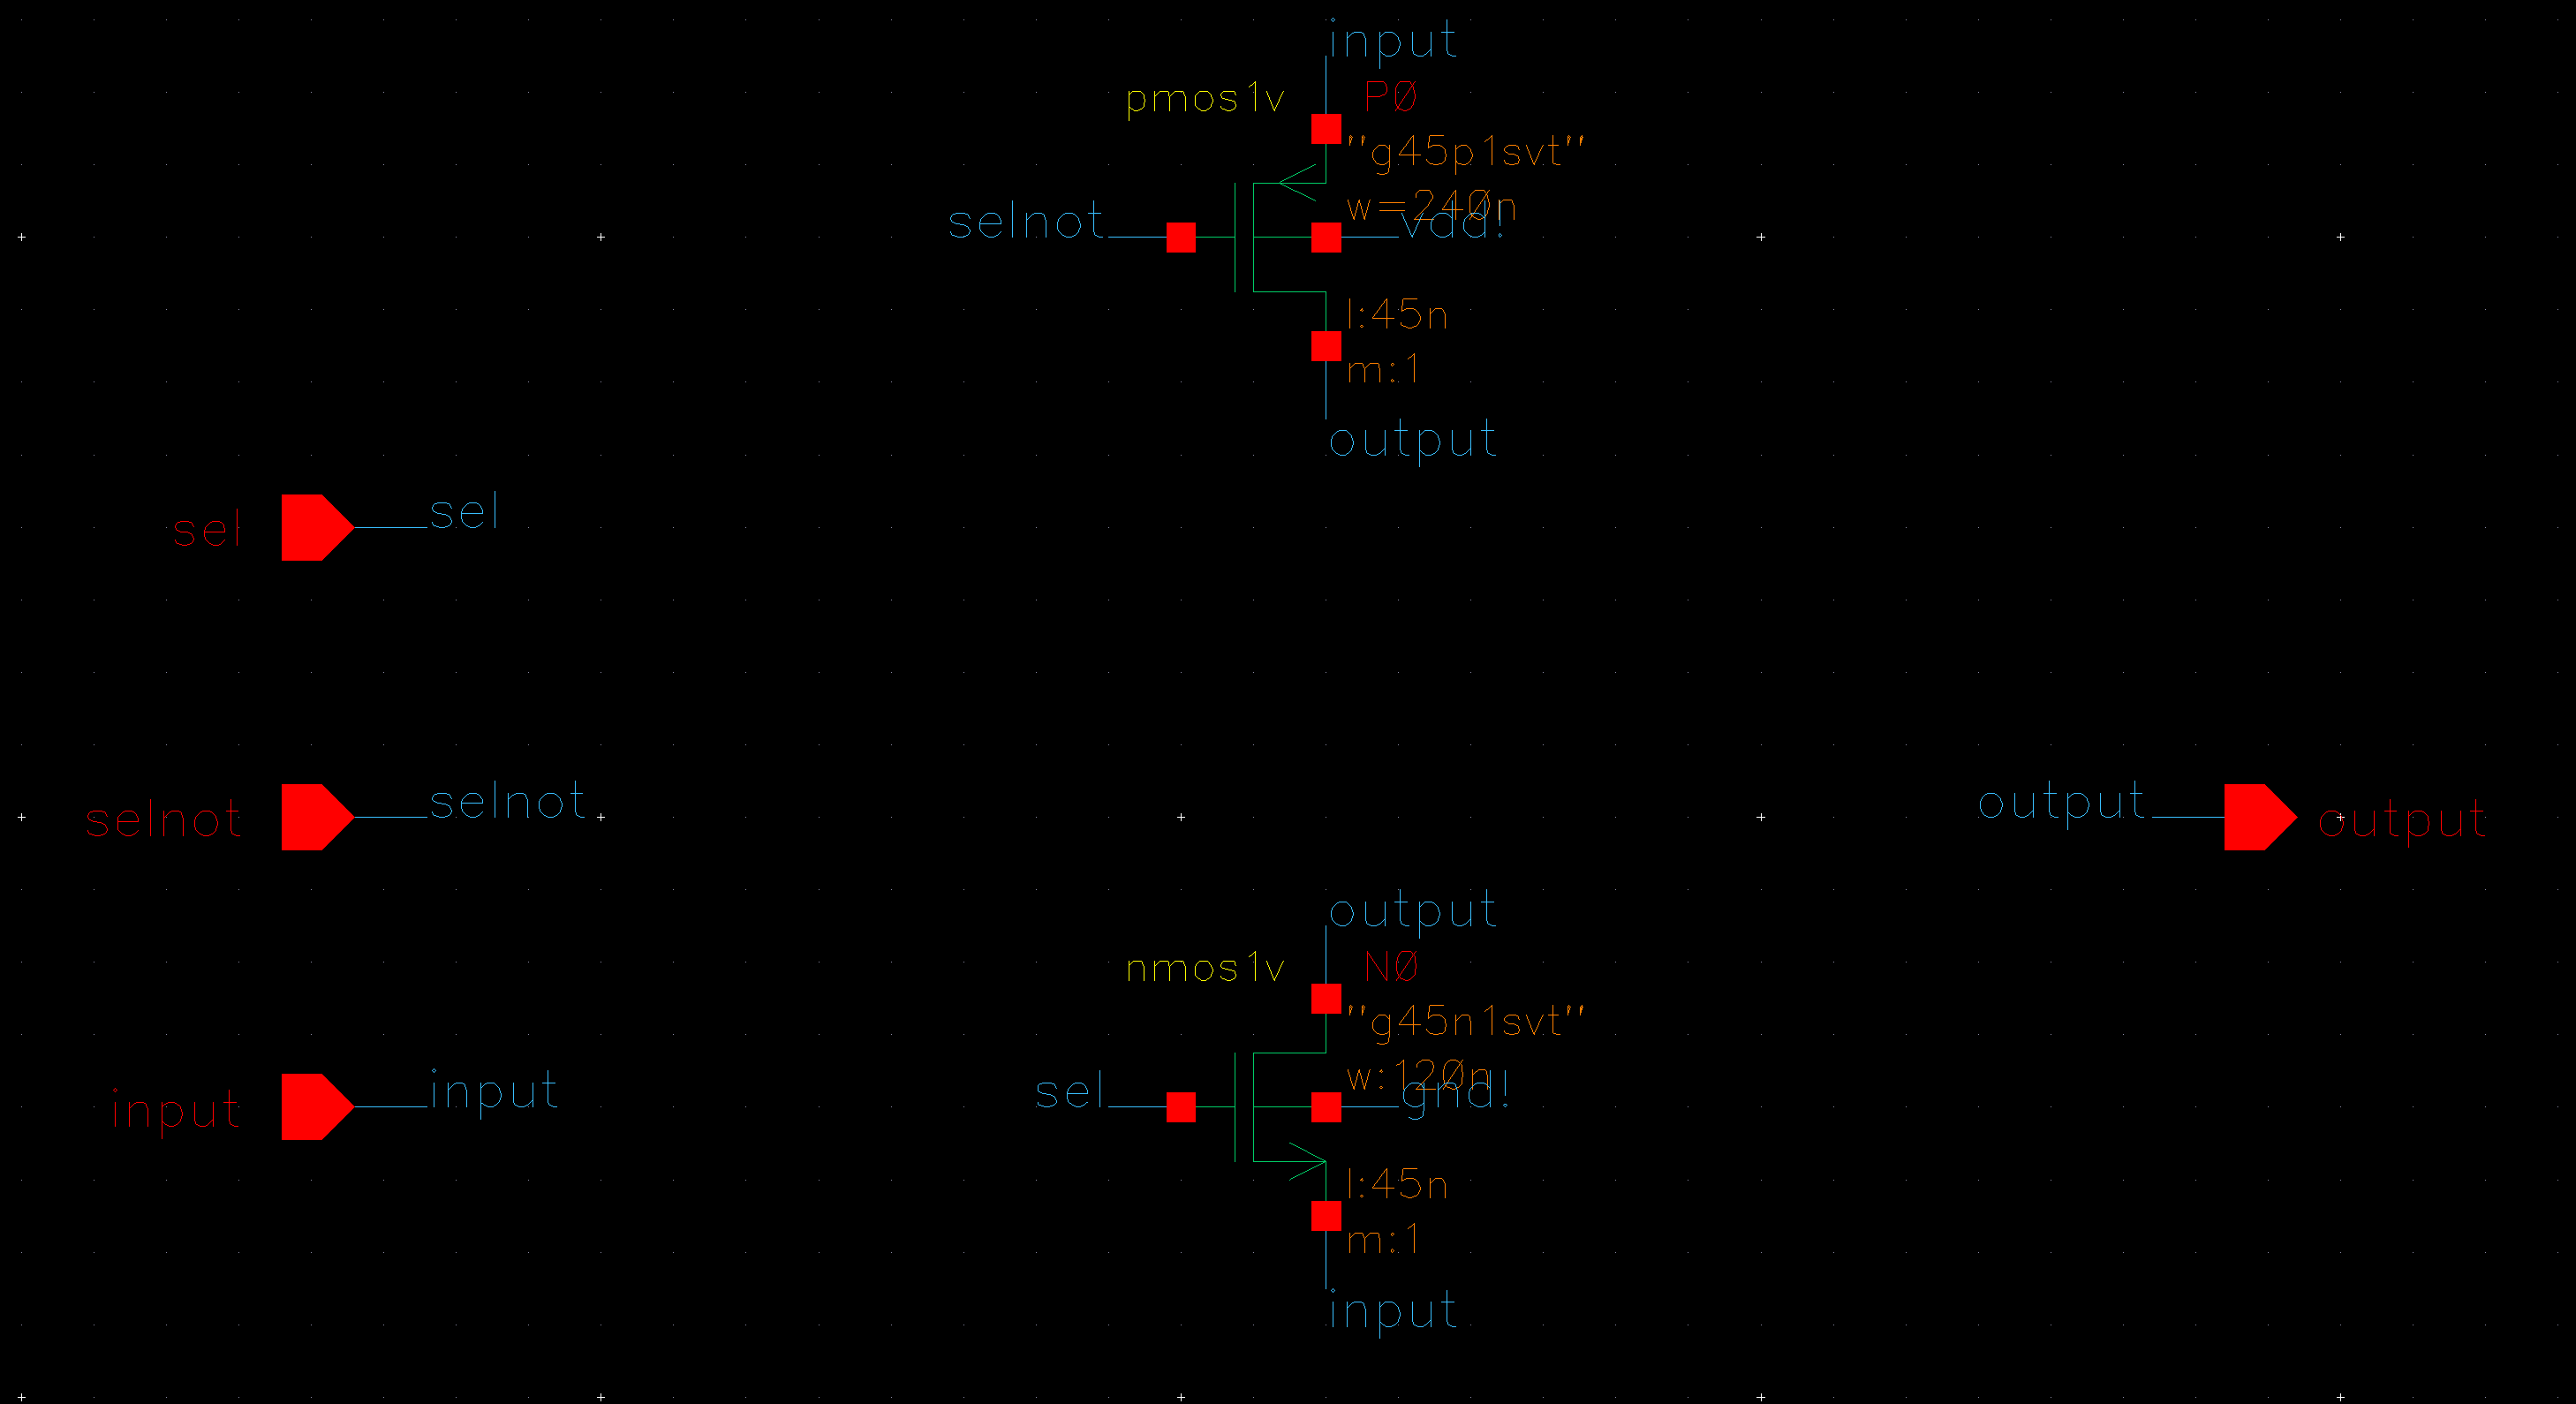 input
pmos1v
P0
"g45p1svt"
w=240n
selnot
vdd!
l:45n
m:1
output
sel
sel
selnot
selnot
output
output
output
nmos1v
N0
"g45n1svt"
w:120n
input
input
sel
gnd!
l:45n
m:1
input